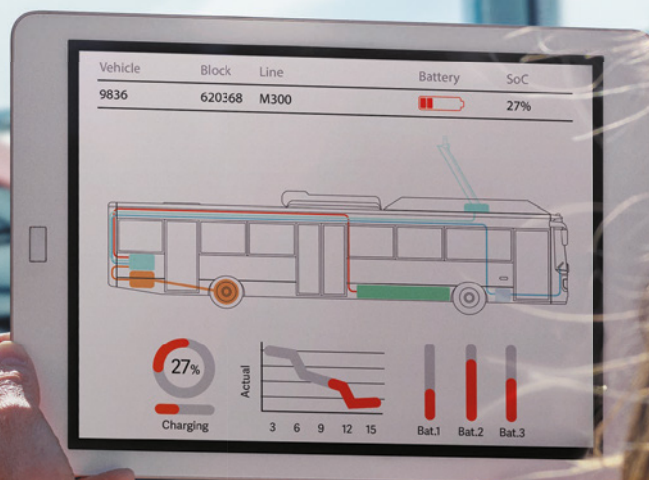 Vehicle Block Line Battery SoC
9836 620368 M300 27%
27%
Charging
Actual
3 6 9 12 15
Bat.1 Bat.2 Bat.3